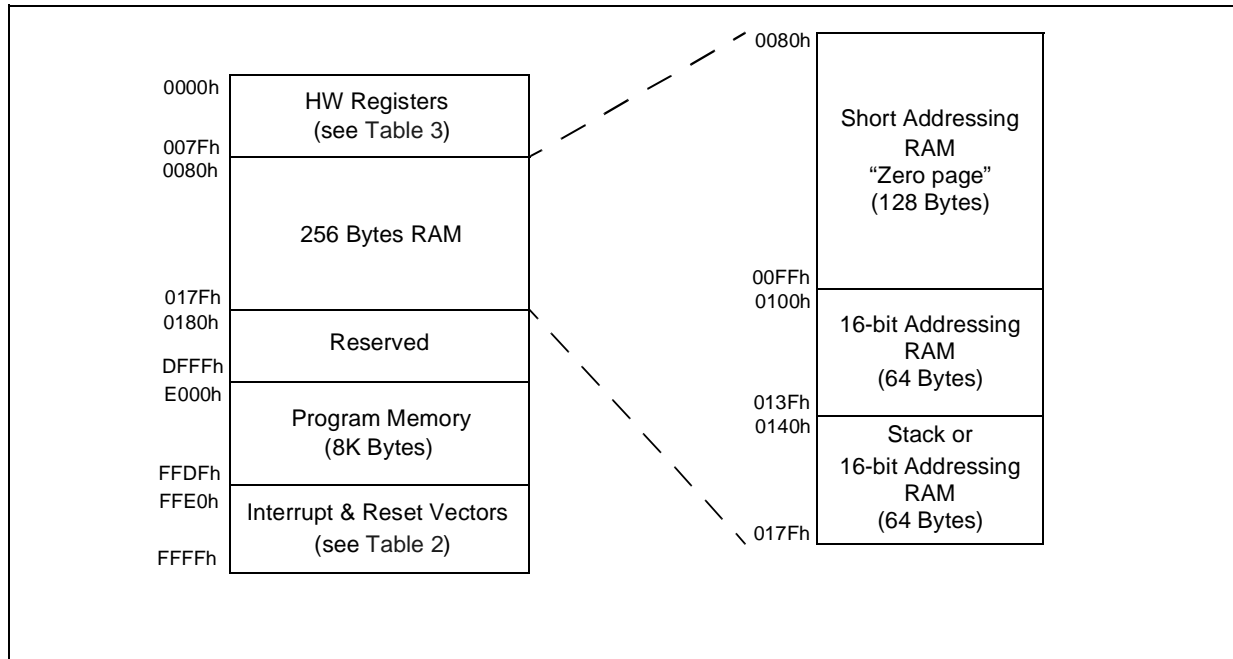 0000h
HW Registers
(see Table 3)
007Fh
0080h
256 Bytes RAM
017Fh
0180h
Reserved
DFFFh
E000h
Program Memory
(8K Bytes)
FFDFh
FFE0h
Interrupt & Reset Vectors
(see Table 2)
FFFFh
0080h
Short Addressing
RAM
“Zero page”
(128 Bytes)
00FFh
0100h
16-bit Addressing
RAM
(64 Bytes)
013Fh
0140h
Stack or
16-bit Addressing
RAM
(64 Bytes)
017Fh